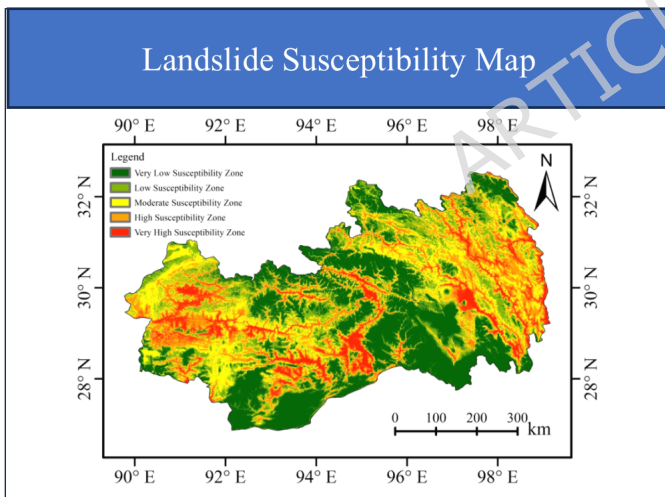 Landslide Susceptibility Map
ARTIC
90° E 92° E 94° E 96° E 98° E
Legend
Very Low Susceptibility Zone
Low Susceptibility Zone
Moderate Susceptibility Zone
High Susceptibility Zone
Very High Susceptibility Zone
N
32° N 32° N
30° N 30° N
28° N 28° N
0 100 200 300
km
90° E 92° E 94° E 96° E 98° E